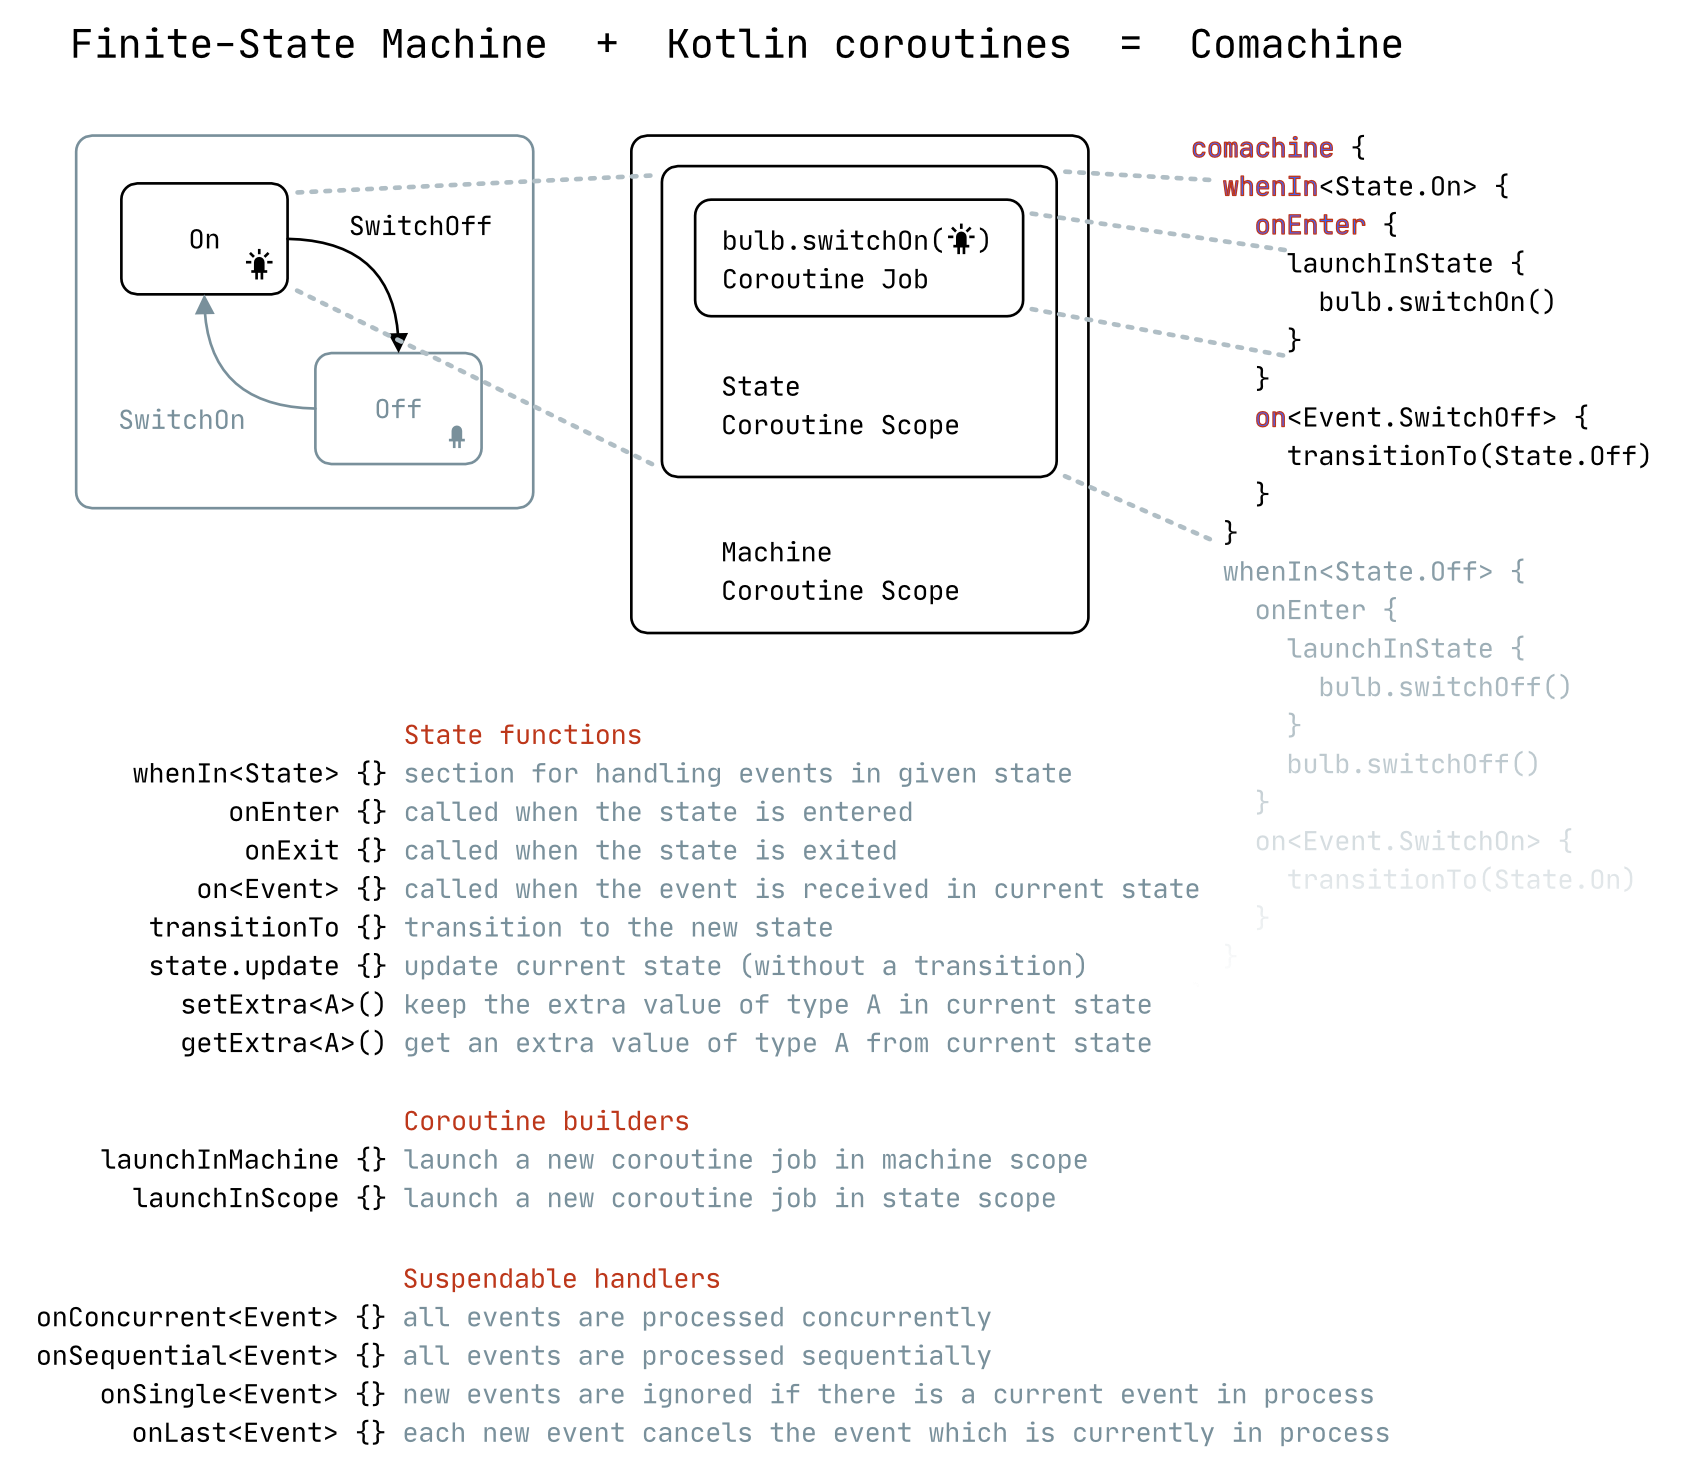 Finite-State Machine + Kotlin coroutines = Comachine
On
SwitchOff
SwitchOn
Off
bulb.switchOn( )
Coroutine Job
State
Coroutine Scope
Machine
Coroutine Scope
comachine {
whenIn<State.On> {
onEnter {
launchInState {
bulb.switchOn()
}
}
on<Event.SwitchOff> {
transitionTo(State.Off)
}
}
whenIn<State.Off> {
onEnter {
launchInState {
bulb.switchOff()
}
bulb.switchOff()
}
on<Event.SwitchOn> {
transitionTo(State.On)
}
}
State functions
whenIn<State> {} section for handling events in given state
onEnter {} called when the state is entered
onExit {} called when the state is exited
on<Event> {} called when the event is received in current state
transitionTo {} transition to the new state
state.update {} update current state (without a transition)
setExtra<A>() keep the extra value of type A in current state
getExtra<A>() get an extra value of type A from current state
Coroutine builders
launchInMachine {} launch a new coroutine job in machine scope
launchInScope {} launch a new coroutine job in state scope
Suspendable handlers
onConcurrent<Event> {} all events are processed concurrently
onSequential<Event> {} all events are processed sequentially
onSingle<Event> {} new events are ignored if there is a current event in process
onLast<Event> {} each new event cancels the event which is currently in process